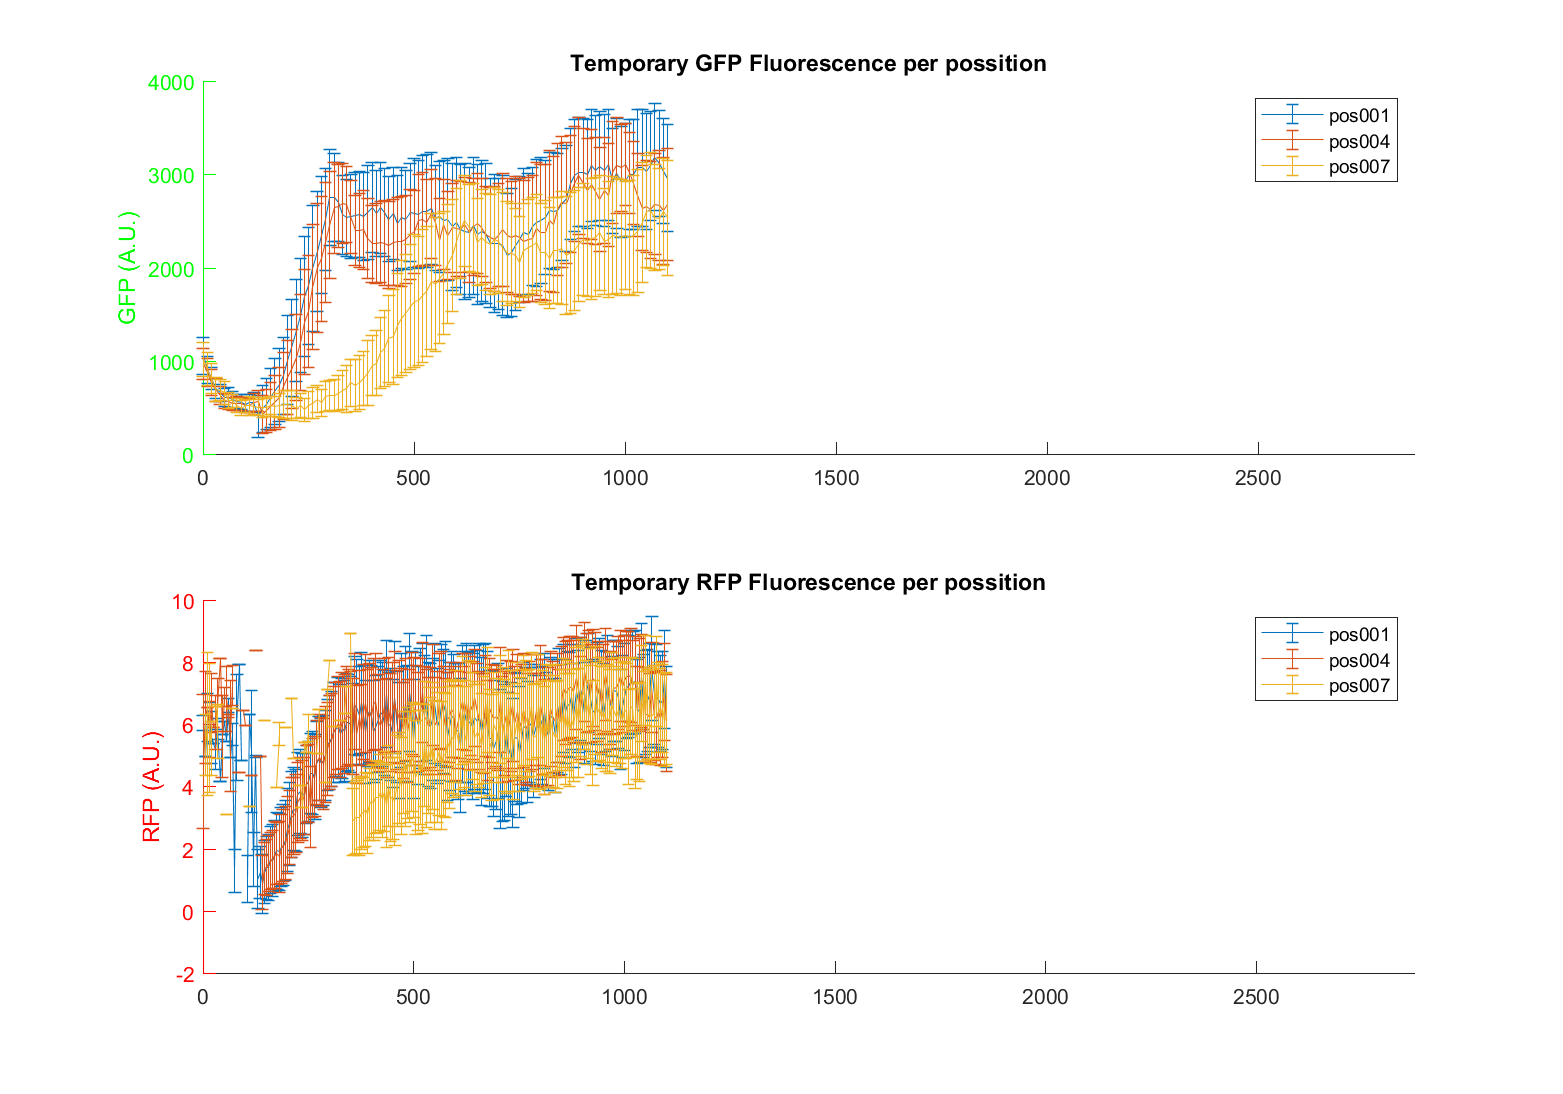 Temporary GFP Fluorescence per possition
4000
3000
2000
1000
0
GFP (A.U.)
0 500 1000 1500 2000 2500
pos001
pos004
pos007
Temporary RFP Fluorescence per possition
10
8
6
4
2
0
-2
RFP (A.U.)
0 500 1000 1500 2000 2500
pos001
pos004
pos007